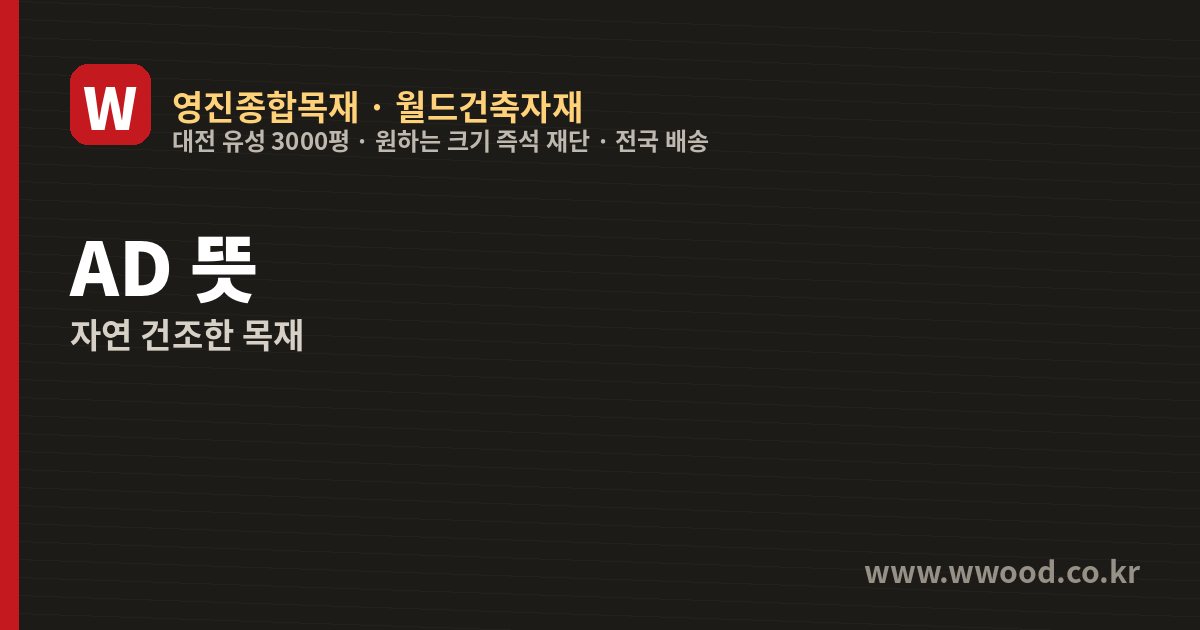 W
영진종합목재 · 월드건축자재
대전 유성 3000평 · 원하는 크기 즉석 재단 · 전국 배송
AD 뜻
자연 건조한 목재
www.wwood.co.kr